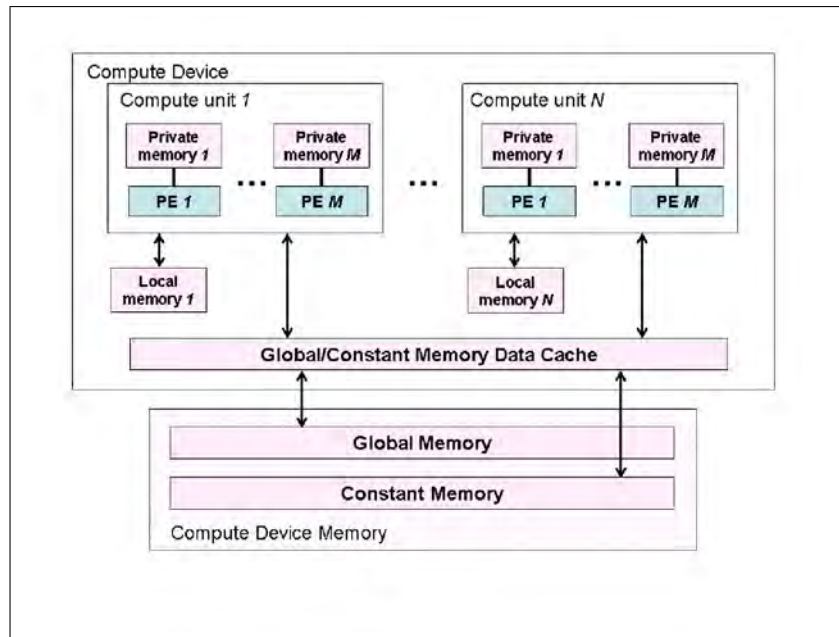 Compute Device
Compute unit 1
Private
memory 1
Private
memory M
PE 1
...
PE M
Local
memory 1
...
Compute unit N
Private
memory 1
Private
memory M
PE 1
...
PE M
Local
memory N
Global/Constant Memory Data Cache
Global Memory
Constant Memory
Compute Device Memory